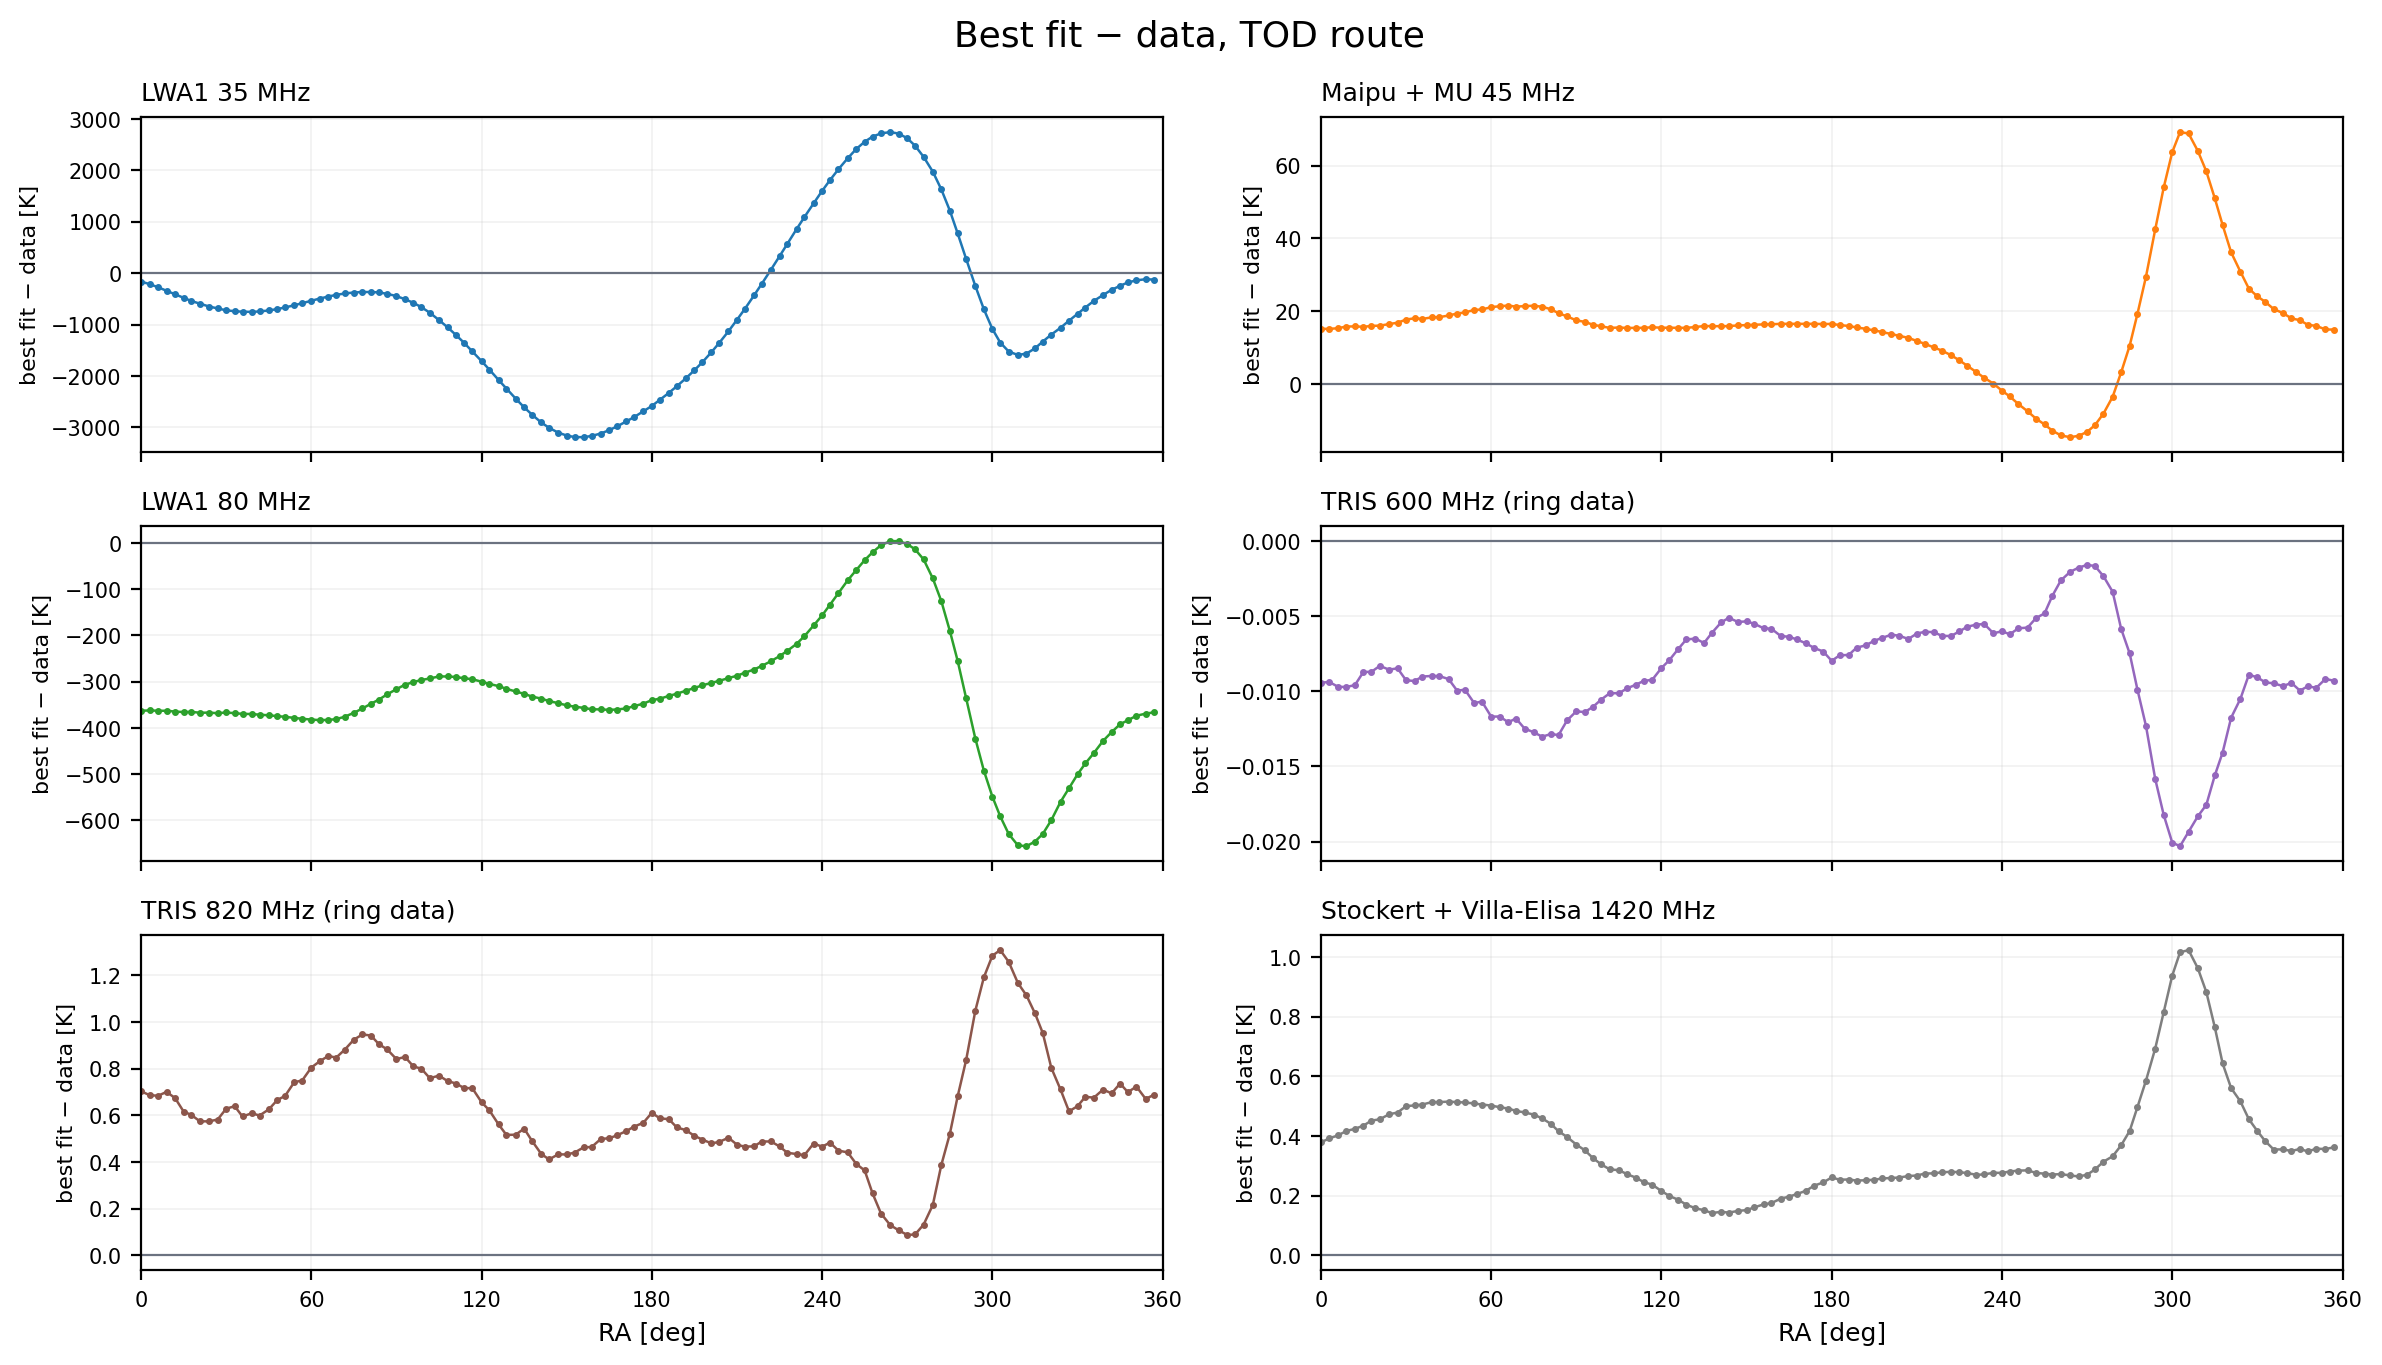 Best fit − data, TOD route
LWA1 35 MHz
best fit − data [K]
3000
2000
1000
0
−1000
−2000
−3000
Maipu + MU 45 MHz
best fit − data [K]
60
40
20
0
LWA1 80 MHz
best fit − data [K]
0
−100
−200
−300
−400
−500
−600
TRIS 600 MHz (ring data)
best fit − data [K]
0.000
−0.005
−0.010
−0.015
−0.020
TRIS 820 MHz (ring data)
best fit − data [K]
1.2
1.0
0.8
0.6
0.4
0.2
0.0
0 60 120 180 240 300 360
RA [deg]
Stockert + Villa-Elisa 1420 MHz
best fit − data [K]
1.0
0.8
0.6
0.4
0.2
0.0
0 60 120 180 240 300 360
RA [deg]